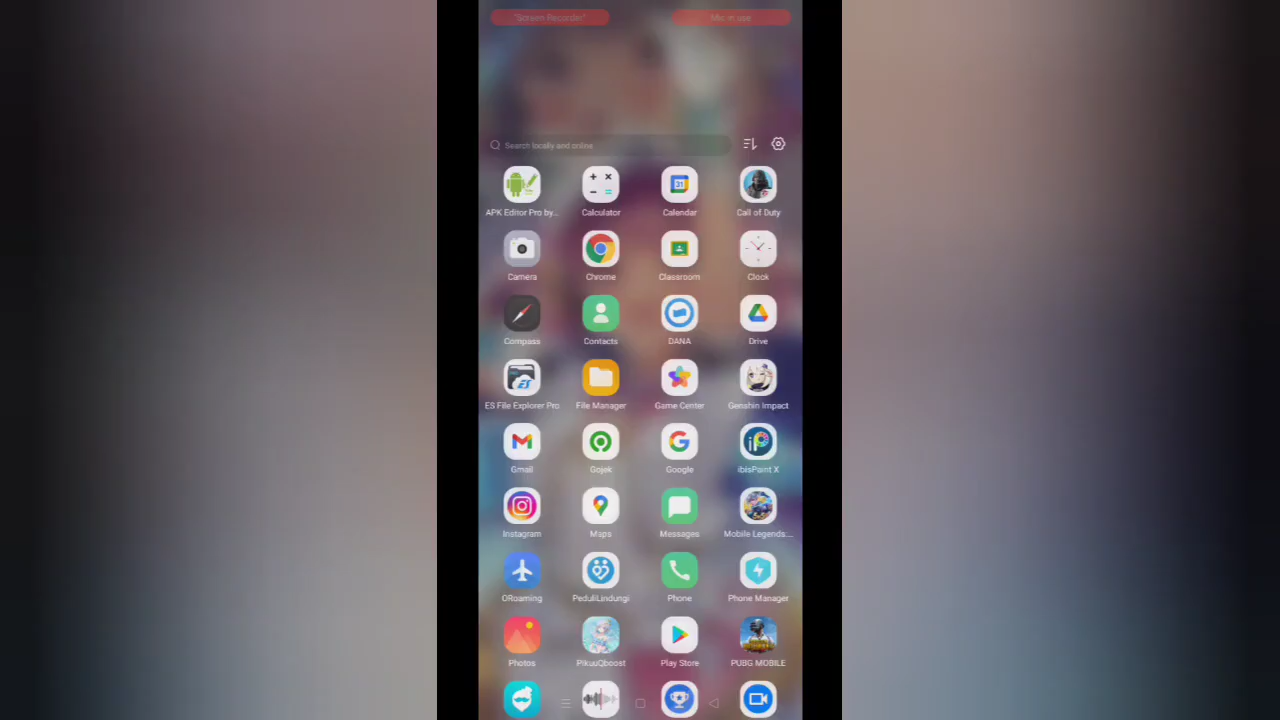 "Screen Recorder" Mic in use
Search locally and online
APK Editor Pro by... Calculator Calendar Call of Duty
31
Camera Chrome Classroom Clock
Compass Contacts DANA Drive
ES File Explorer Pro File Manager Game Center Genshin Impact
Gmail Gojek Google ibisPaint X
Instagram Maps Messages Mobile Legends:...
ORoaming PeduliLindungi Phone Phone Manager
Photos PikuuQboost Play Store PUBG MOBILE